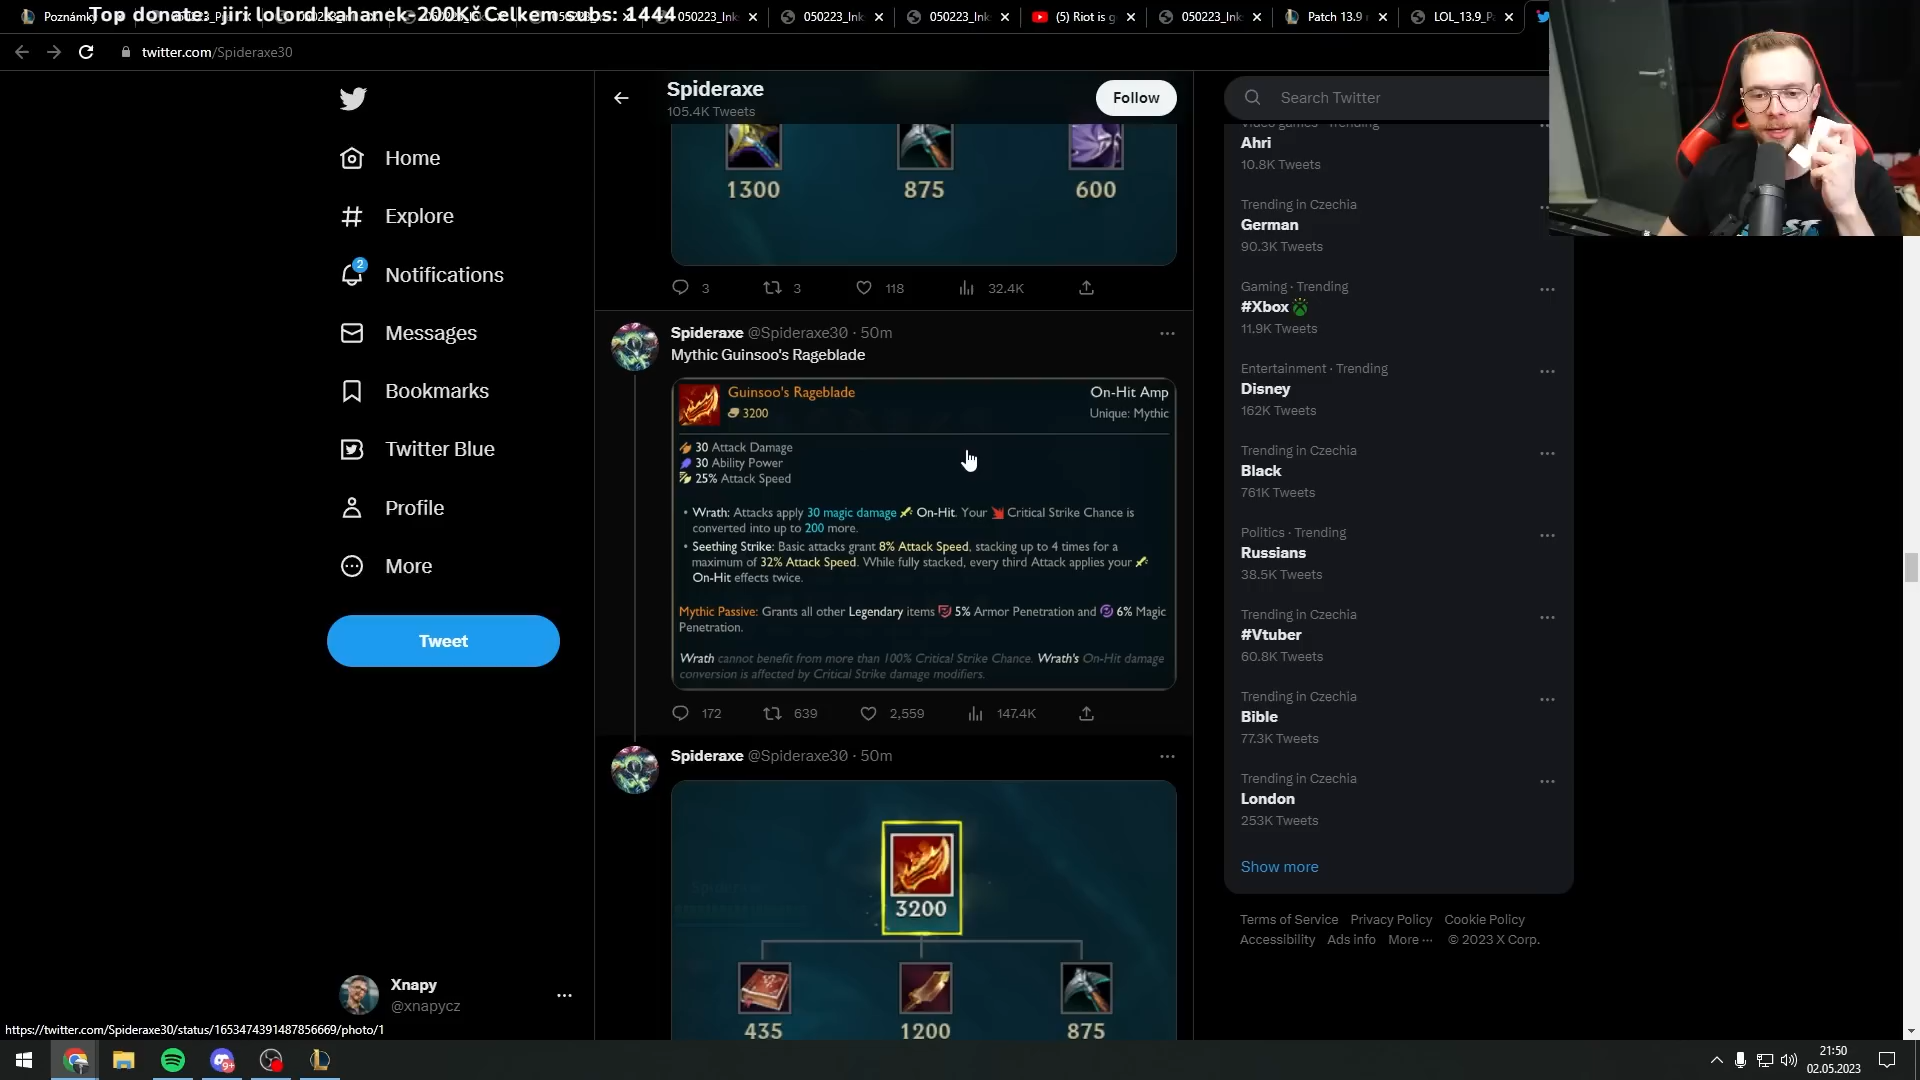 Top donate: jiri lolord kahanek-200KčCelkem subs: 1444
Poznámk
050223_Ink
050223_Ink
050223_Ink
(5) Riot is g
050223_Ink
Patch 13.9
LOL_13.9_P
twitter.com/Spideraxe30
Home
Explore
2
Notifications
Messages
Bookmarks
Twitter Blue
Profile
More
Tweet
Xnapy
@xnapycz
https://twitter.com/Spideraxe30/status/1653474391487856669/photo/1
Spideraxe
105.4K Tweets
Follow
1300
875
600
3
3
118
32.4K
Spideraxe @Spideraxe30 · 50m
Mythic Guinsoo's Rageblade
Guinsoo's Rageblade
On-Hit Amp
3200
Unique: Mythic
30 Attack Damage
30 Ability Power
25% Attack Speed
• Wrath: Attacks apply 30 magic damage On-Hit. Your Critical Strike Chance is
converted into up to 200 more.
• Seething Strike: Basic attacks grant 8% Attack Speed, stacking up to 4 times for a
maximum of 32% Attack Speed. While fully stacked, every third Attack applies your
On-Hit effects twice.
Mythic Passive: Grants all other Legendary items 5% Armor Penetration and 6% Magic
Penetration.
Wrath cannot benefit from more than 100% Critical Strike Chance. Wrath's On-Hit damage
conversion is affected by Critical Strike damage modifiers.
172
639
2,559
147.4K
Spideraxe @Spideraxe30 · 50m
3200
435
1200
875
Search Twitter
Video games · Trending
Ahri
10.8K Tweets
Trending in Czechia
German
90.3K Tweets
Gaming · Trending
#Xbox
11.9K Tweets
Entertainment · Trending
Disney
162K Tweets
Trending in Czechia
Black
761K Tweets
Politics · Trending
Russians
38.5K Tweets
Trending in Czechia
#Vtuber
60.8K Tweets
Trending in Czechia
Bible
77.3K Tweets
Trending in Czechia
London
253K Tweets
Show more
Terms of Service Privacy Policy Cookie Policy
Accessibility Ads info More ··· © 2023 X Corp.
9+
21:50
02.05.2023